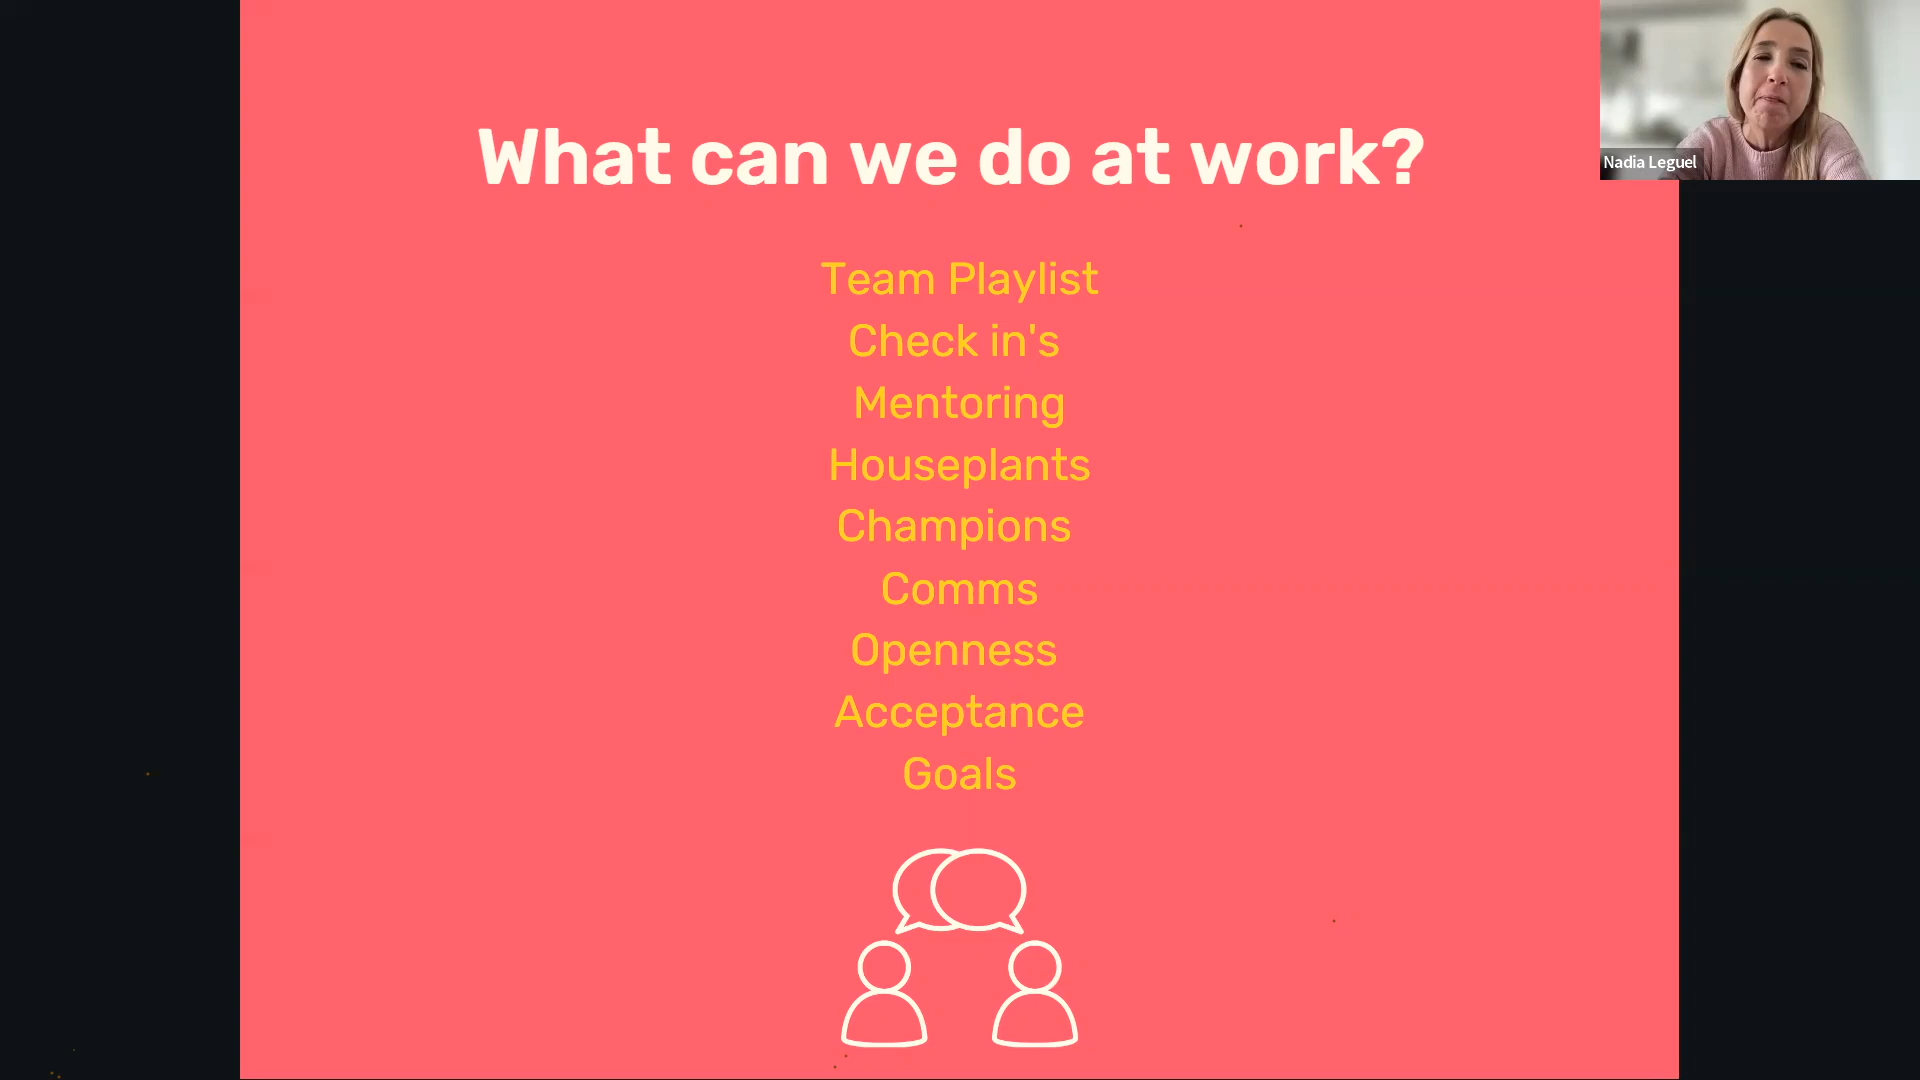 What can we do at work?
Nadia Leguel
Team Playlist
Check in's
Mentoring
Houseplants
Champions
Comms
Openness
Acceptance
Goals